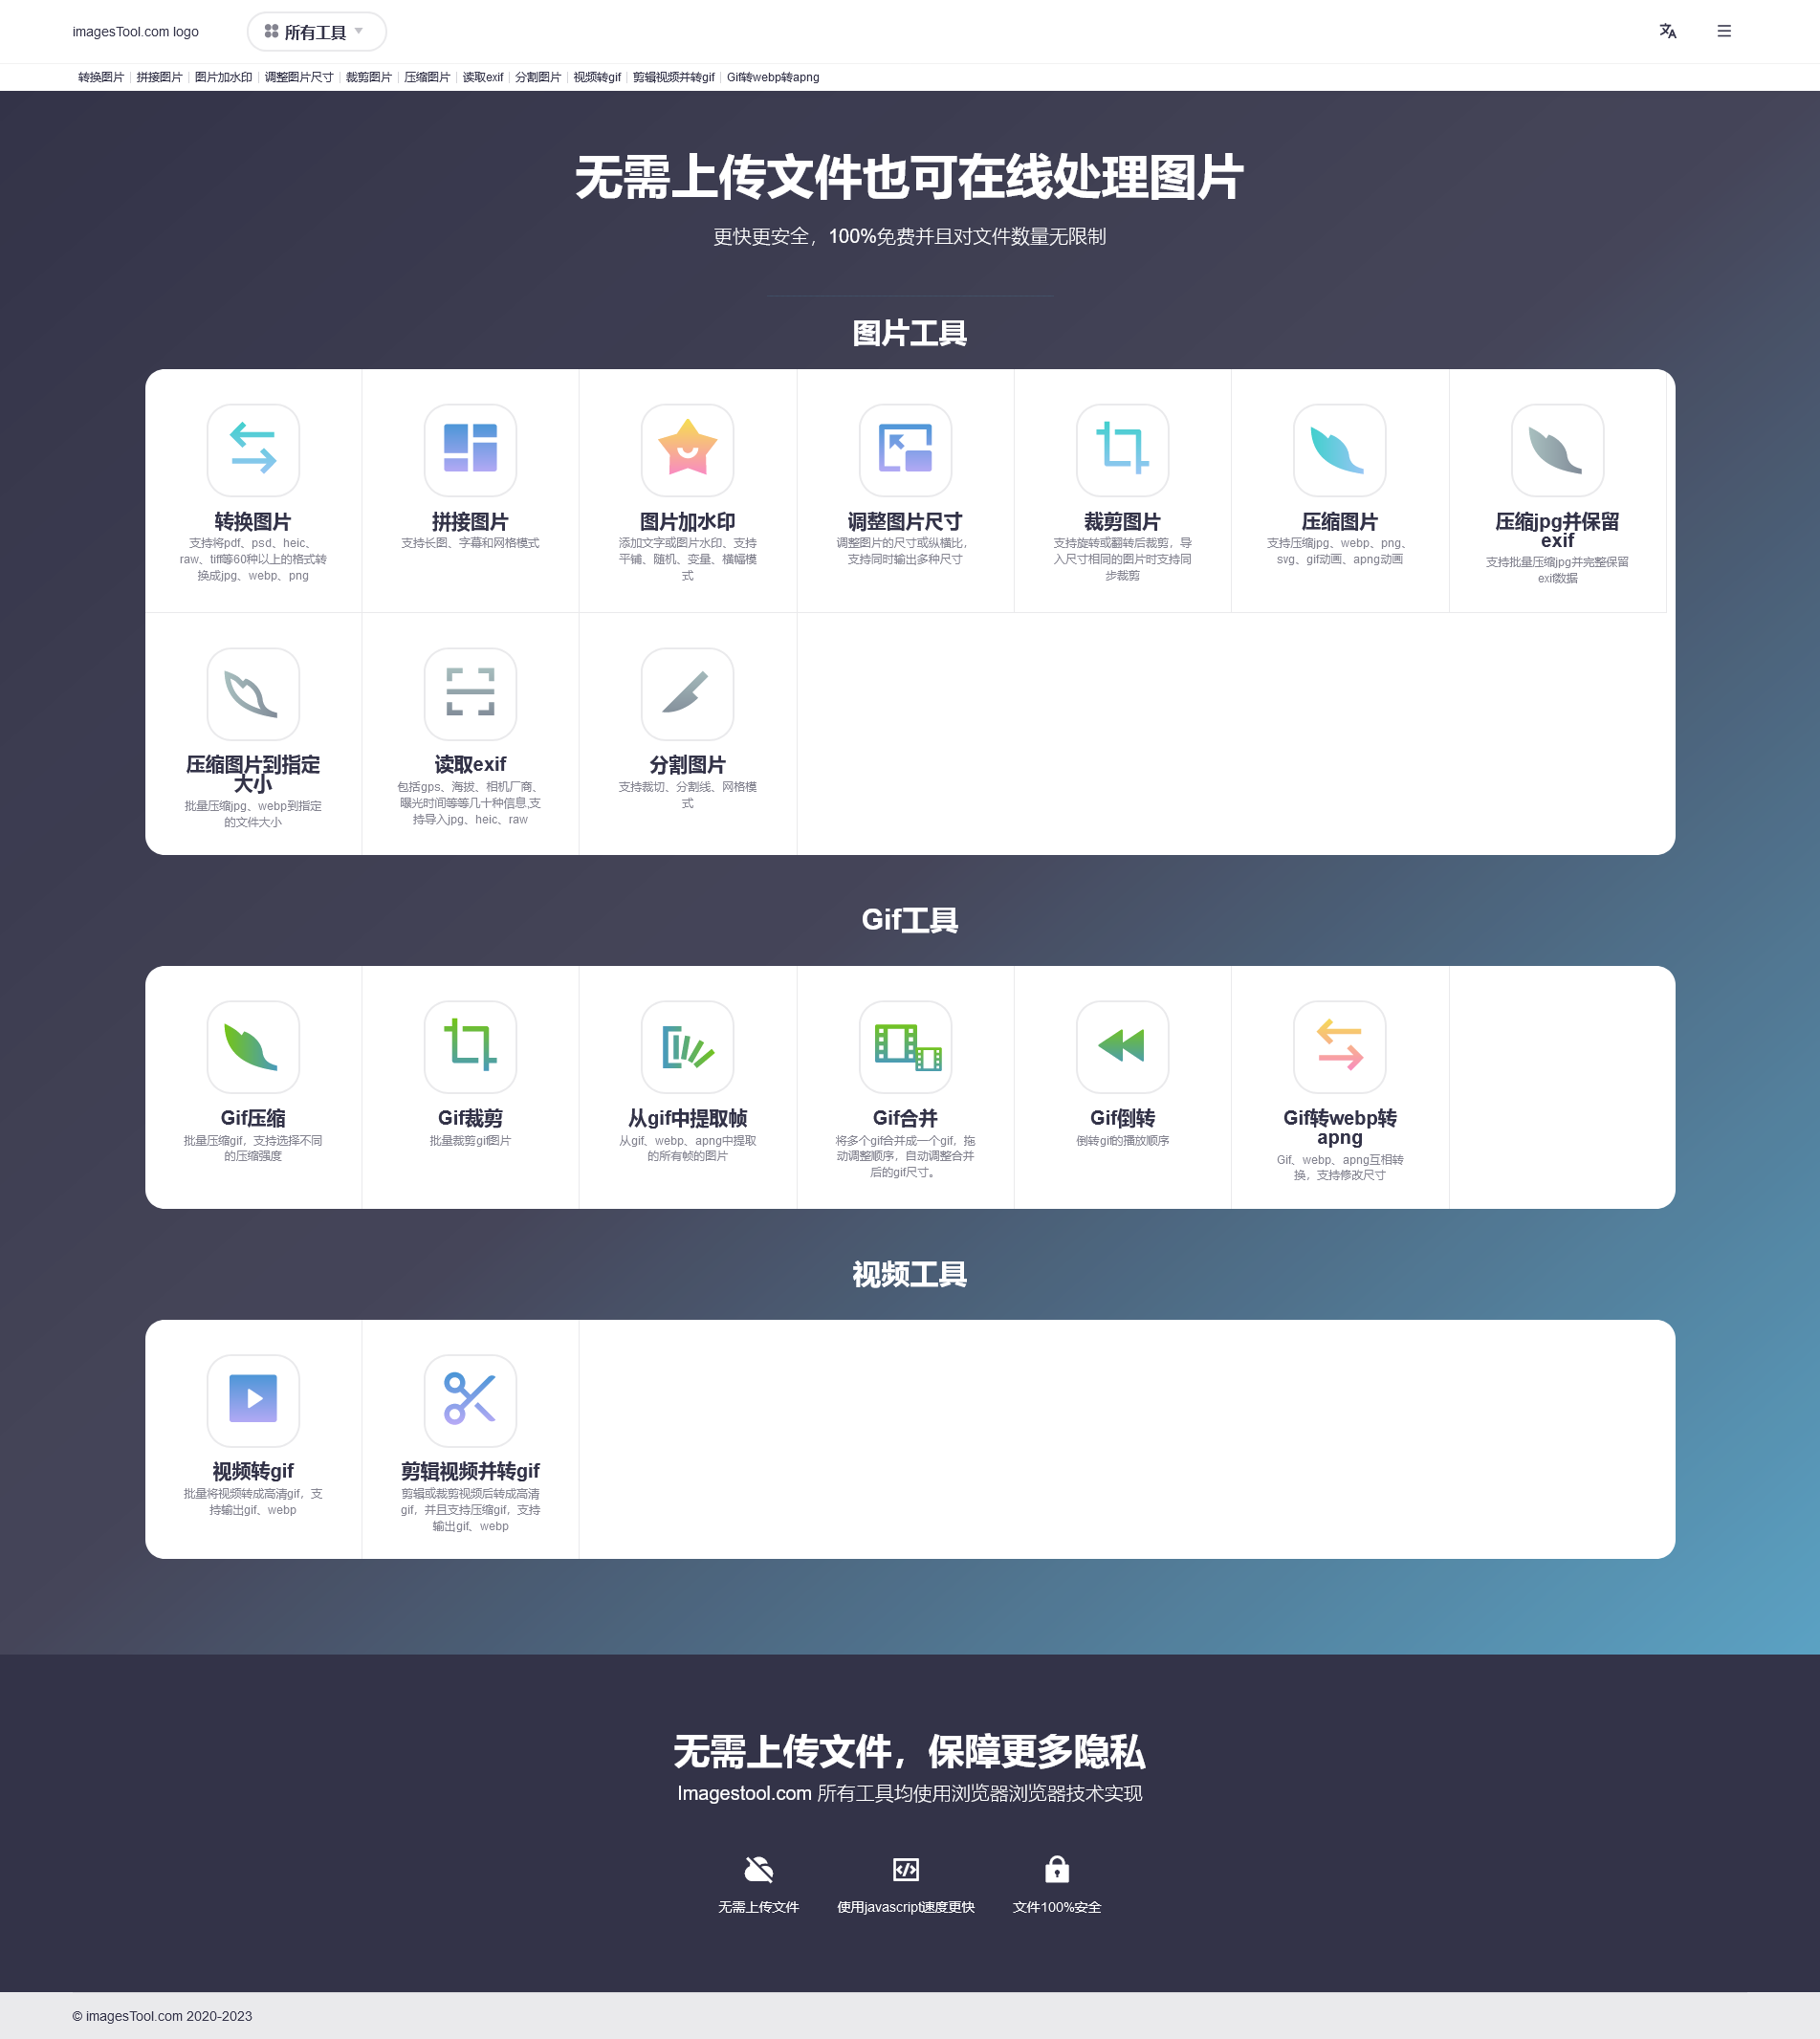 imagesTool.com logo
所有工具
转换图片 | 拼接图片 | 图片加水印 | 调整图片尺寸 | 裁剪图片 | 压缩图片 | 读取exif | 分割图片 | 视频转gif | 剪辑视频并转gif | Gif转webp转apng
无需上传文件也可在线处理图片
更快更安全，100%免费并且对文件数量无限制
图片工具
转换图片
支持将pdf、psd、heic、
raw、tiff等60种以上的格式转
换成jpg、webp、png
拼接图片
支持长图、字幕和网格模式
图片加水印
添加文字或图片水印、支持
平铺、随机、变量、横幅模
式
调整图片尺寸
调整图片的尺寸或纵横比，
支持同时输出多种尺寸
裁剪图片
支持旋转或翻转后裁剪，导
入尺寸相同的图片时支持同
步裁剪
压缩图片
支持压缩jpg、webp、png、
svg、gif动画、apng动画
压缩jpg并保留
exif
支持批量压缩jpg并完整保留
exif数据
压缩图片到指定
大小
批量压缩jpg、webp到指定
的文件大小
读取exif
包括gps、海拔、相机厂商、
曝光时间等等几十种信息,支
持导入jpg、heic、raw
分割图片
支持裁切、分割线、网格模
式
Gif工具
Gif压缩
批量压缩gif，支持选择不同
的压缩强度
Gif裁剪
批量裁剪gif图片
从gif中提取帧
从gif、webp、apng中提取
的所有帧的图片
Gif合并
将多个gif合并成一个gif，拖
动调整顺序，自动调整合并
后的gif尺寸。
Gif倒转
倒转gif的播放顺序
Gif转webp转
apng
Gif、webp、apng互相转
换，支持修改尺寸
视频工具
视频转gif
批量将视频转成高清gif，支
持输出gif、webp
剪辑视频并转gif
剪辑或裁剪视频后转成高清
gif，并且支持压缩gif，支持
输出gif、webp
无需上传文件，保障更多隐私
Imagestool.com 所有工具均使用浏览器浏览器技术实现
无需上传文件
使用javascript速度更快
文件100%安全
© imagesTool.com 2020-2023